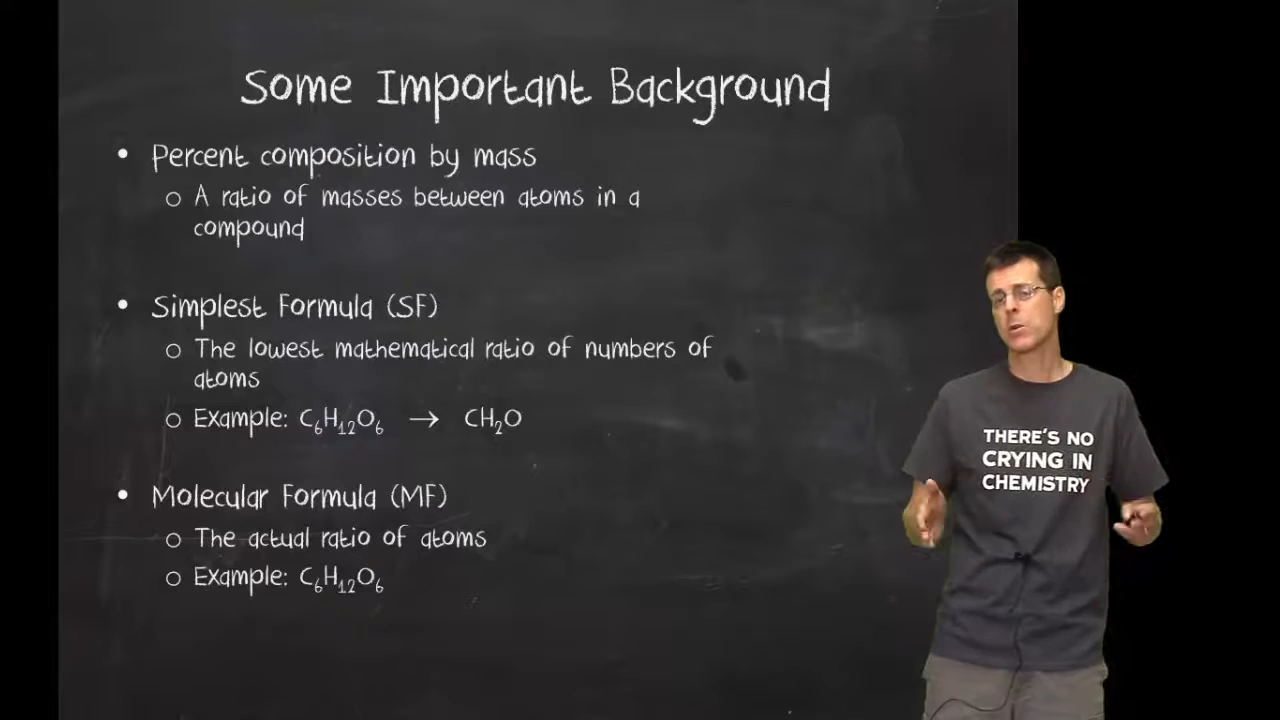 Some Important Background
• Percent composition by mass
○ A ratio of masses between atoms in a
compound
• Simplest Formula (SF)
○ The lowest mathematical ratio of numbers of
atoms
○ Example: C₆H₁₂O₆ → CH₂O
• Molecular Formula (MF)
○ The actual ratio of atoms
○ Example: C₆H₁₂O₆
THERE'S NO
CRYING IN
CHEMISTRY